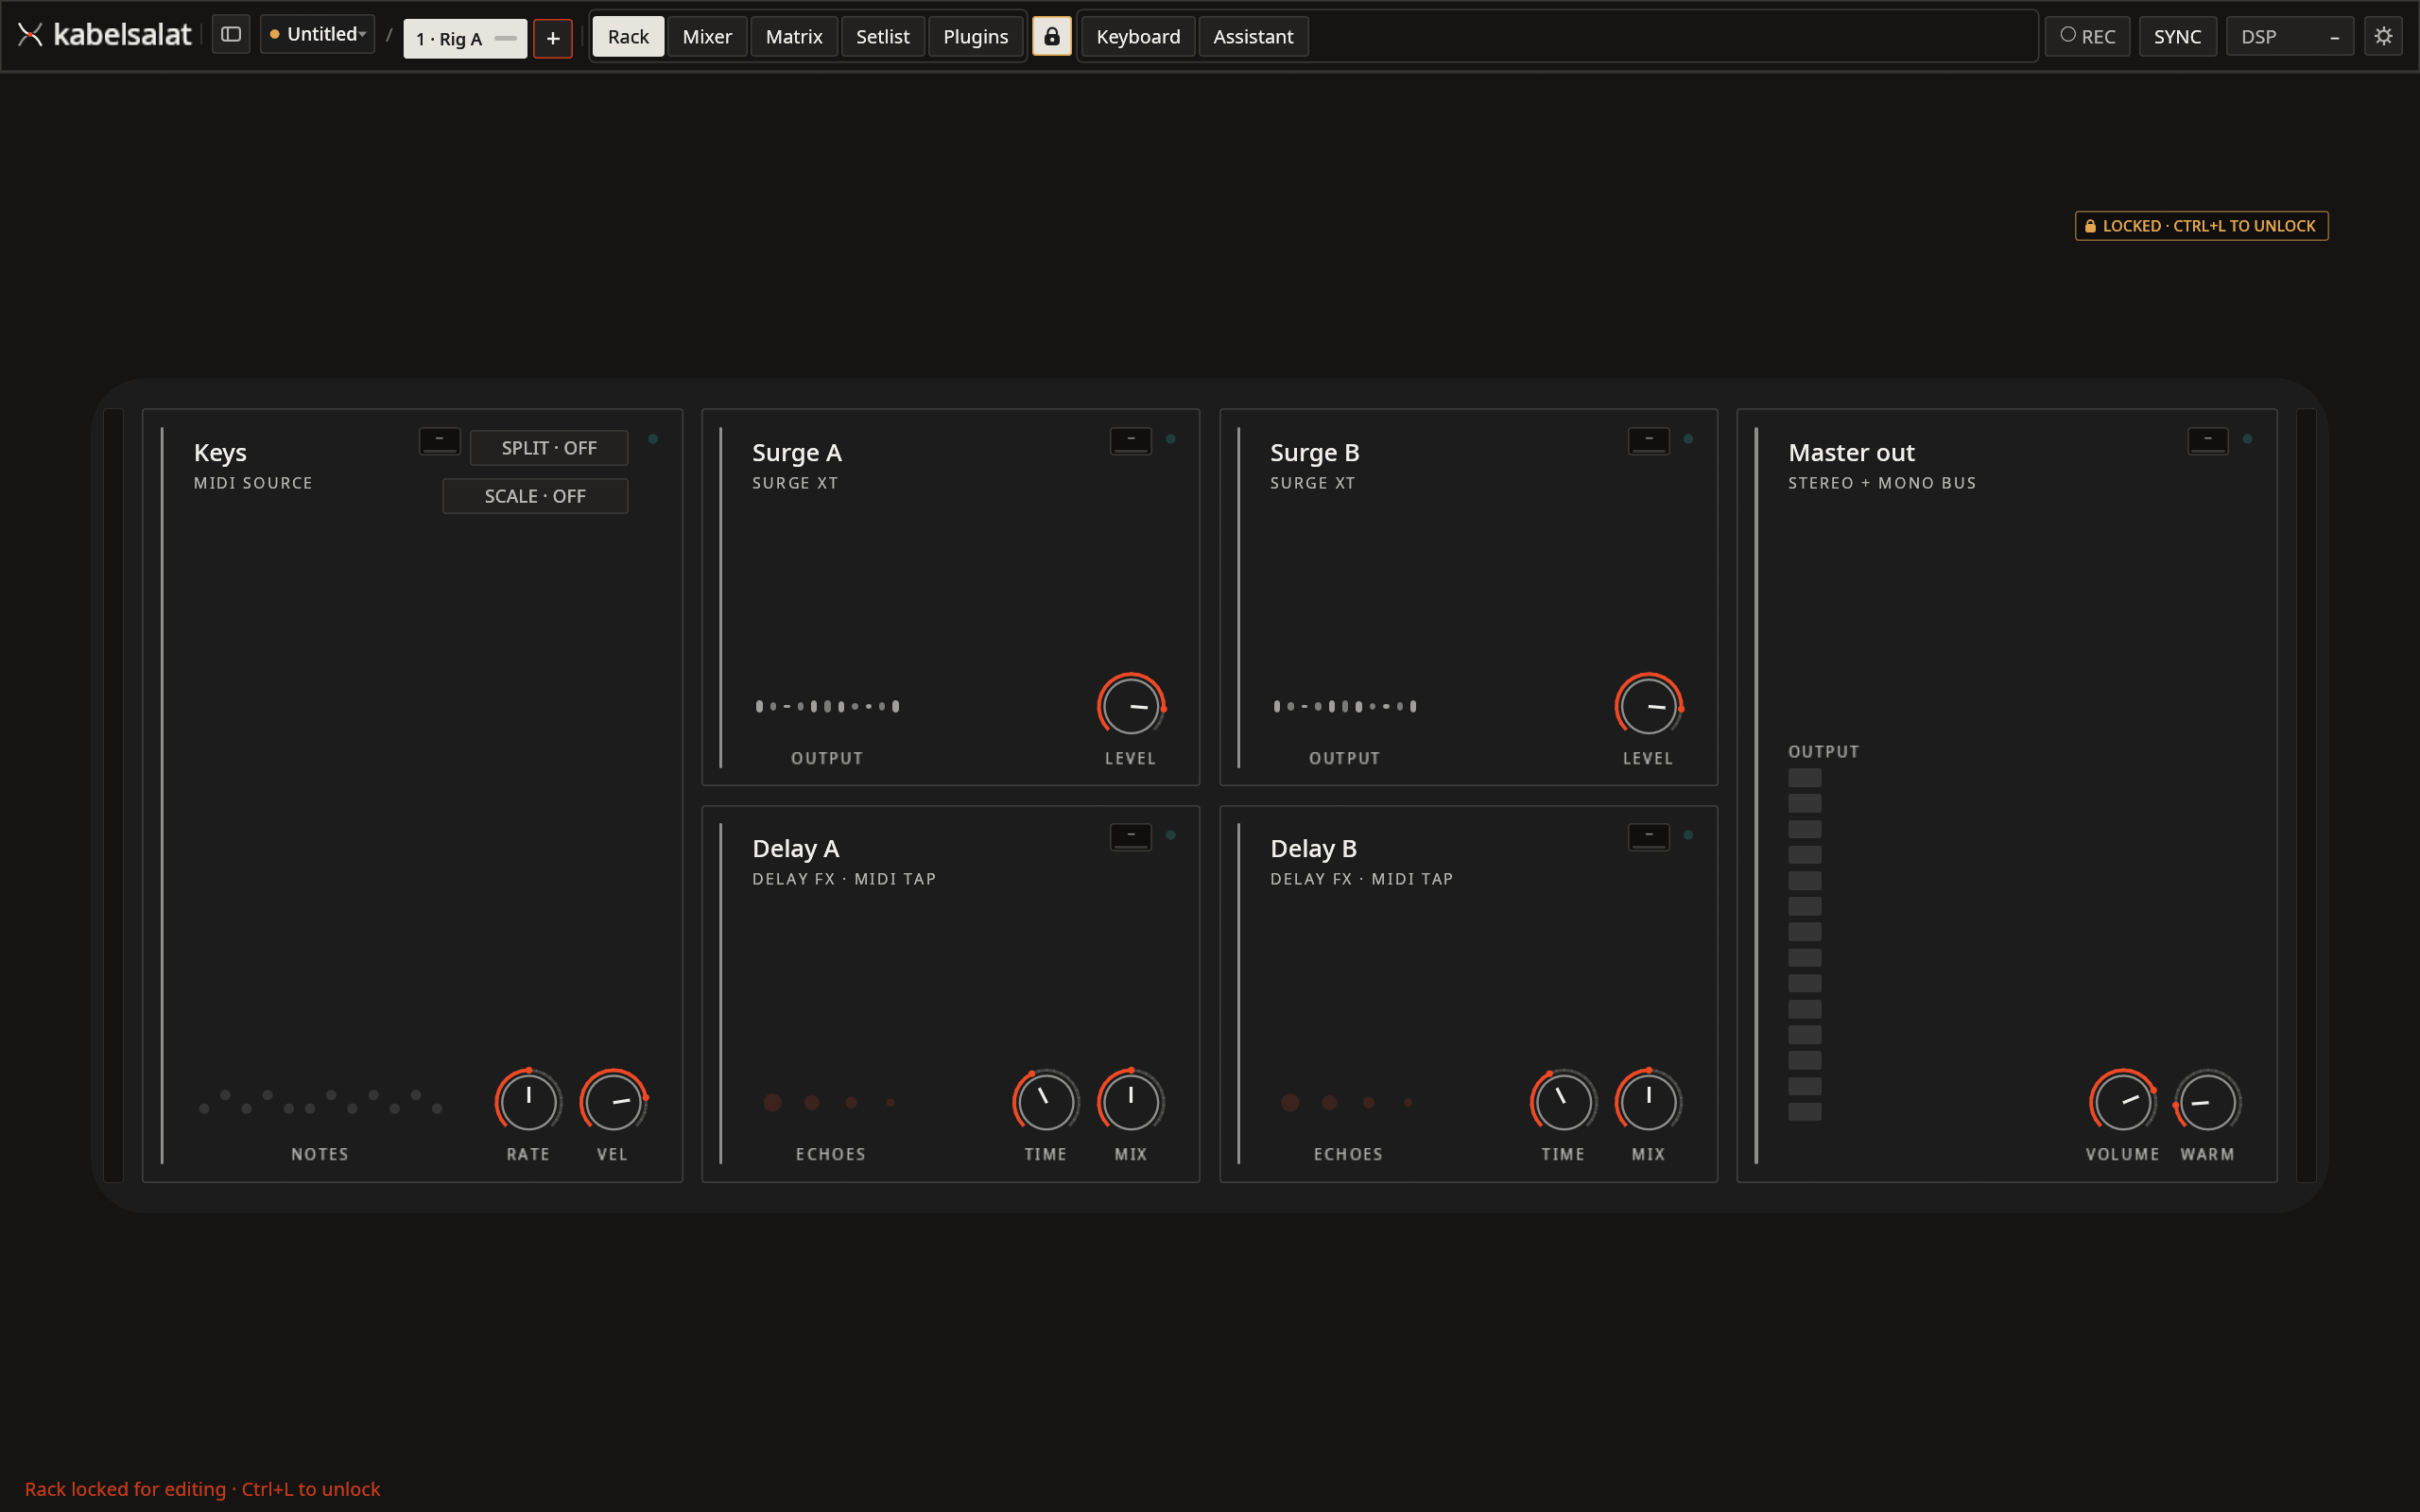 kabelsalat
Untitled / 1 · Rig A + Rack Mixer Matrix Setlist Plugins Keyboard Assistant REC SYNC DSP –
LOCKED · CTRL+L TO UNLOCK
Keys – SPLIT · OFF
MIDI SOURCE
SCALE · OFF
NOTES RATE VEL
Surge A –
SURGE XT
OUTPUT LEVEL
Surge B –
SURGE XT
OUTPUT LEVEL
Delay A –
DELAY FX · MIDI TAP
ECHOES TIME MIX
Delay B –
DELAY FX · MIDI TAP
ECHOES TIME MIX
Master out –
STEREO + MONO BUS
OUTPUT
VOLUME WARM
Rack locked for editing · Ctrl+L to unlock